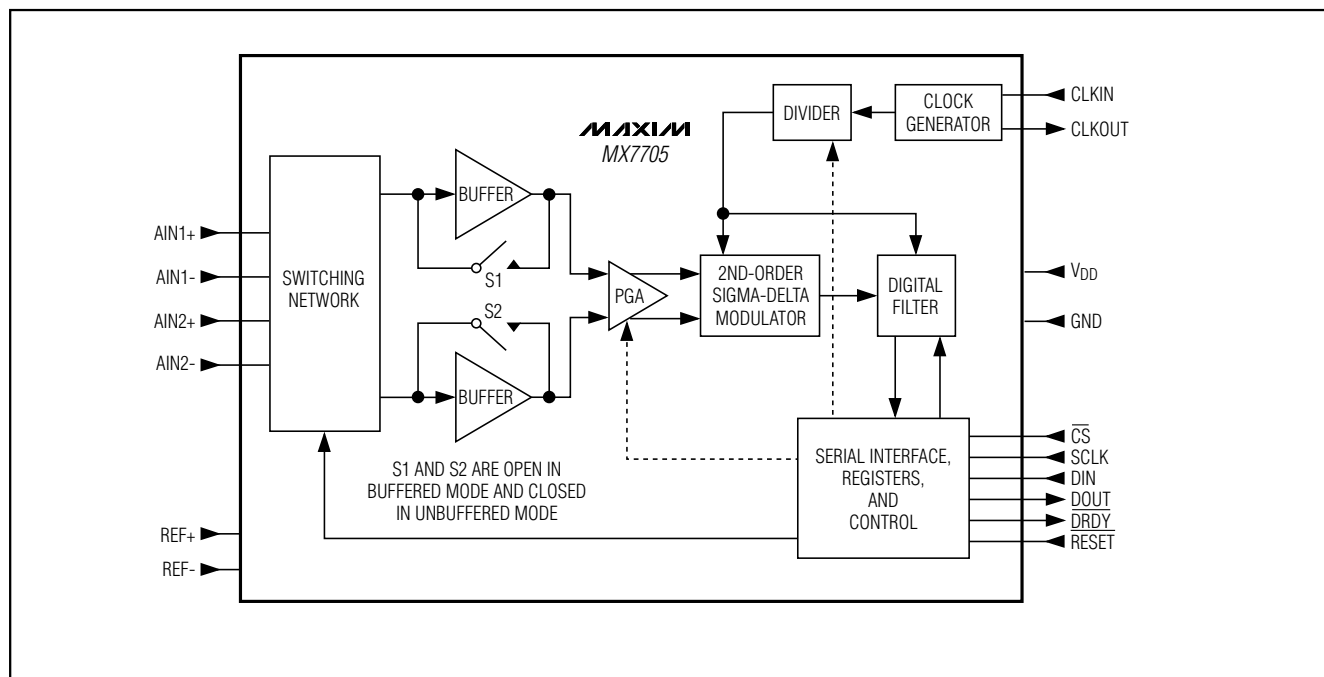 MAXIM
MX7705
DIVIDER
CLOCK
GENERATOR
CLKIN
CLKOUT
SWITCHING
NETWORK
AIN1+
AIN1-
AIN2+
AIN2-
REF+
REF-
BUFFER
S1
S2
BUFFER
PGA
2ND-ORDER
SIGMA-DELTA
MODULATOR
DIGITAL
FILTER
VDD
GND
S1 AND S2 ARE OPEN IN
BUFFERED MODE AND CLOSED
IN UNBUFFERED MODE
SERIAL INTERFACE,
REGISTERS,
AND
CONTROL
CS
SCLK
DIN
DOUT
DRDY
RESET